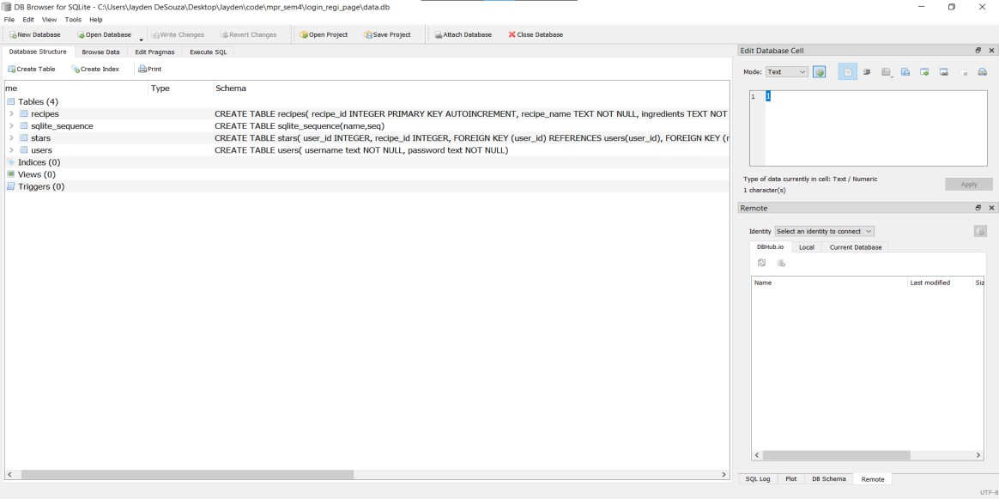 DB Browser for SQLite - C:\Users\Jayden DeSouza\Desktop\Jayden\code\mpr_sem4\login_regi_page\data.db
File Edit View Tools Help
New Database Open Database Write Changes Revert Changes Open Project Save Project Attach Database Close Database
Database Structure Browse Data Edit Pragmas Execute SQL
Create Table Create Index Print
me Type Schema
Tables (4)
recipes CREATE TABLE recipes( recipe_id INTEGER PRIMARY KEY AUTOINCREMENT, recipe_name TEXT NOT NULL, ingredients TEXT NOT
sqlite_sequence CREATE TABLE sqlite_sequence(name,seq)
stars CREATE TABLE stars( user_id INTEGER, recipe_id INTEGER, FOREIGN KEY (user_id) REFERENCES users(user_id), FOREIGN KEY (r
users CREATE TABLE users( username text NOT NULL, password text NOT NULL)
Indices (0)
Views (0)
Triggers (0)
Edit Database Cell
Mode: Text
1 1
Type of data currently in cell: Text / Numeric
1 character(s)
Apply
Remote
Identity Select an identity to connect
DBHub.io Local Current Database
Name Last modified Siz
SQL Log Plot DB Schema Remote
UTF-8